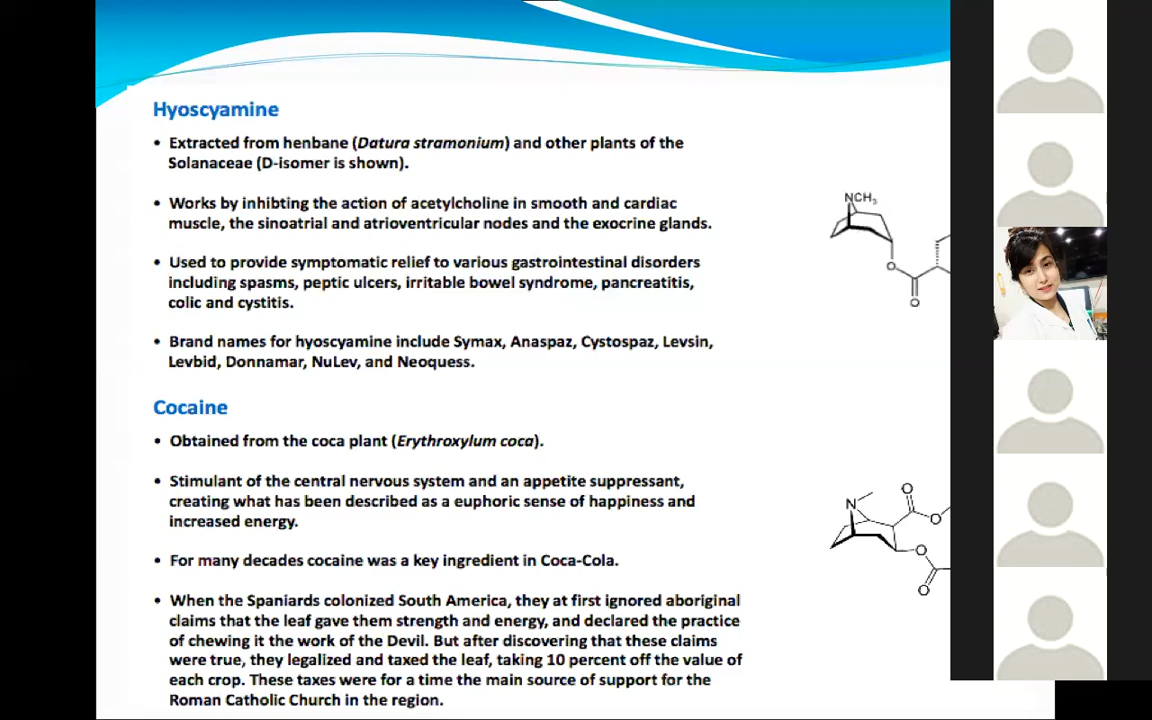 Hyoscyamine
• Extracted from henbane (Datura stramonium) and other plants of the
Solanaceae (D-isomer is shown).
• Works by inhibting the action of acetylcholine in smooth and cardiac
muscle, the sinoatrial and atrioventricular nodes and the exocrine glands.
• Used to provide symptomatic relief to various gastrointestinal disorders
including spasms, peptic ulcers, irritable bowel syndrome, pancreatitis,
colic and cystitis.
• Brand names for hyoscyamine include Symax, Anaspaz, Cystospaz, Levsin,
Levbid, Donnamar, NuLev, and Neoquess.
NCH3
O
O
Cocaine
• Obtained from the coca plant (Erythroxylum coca).
• Stimulant of the central nervous system and an appetite suppressant,
creating what has been described as a euphoric sense of happiness and
increased energy.
• For many decades cocaine was a key ingredient in Coca-Cola.
• When the Spaniards colonized South America, they at first ignored aboriginal
claims that the leaf gave them strength and energy, and declared the practice
of chewing it the work of the Devil. But after discovering that these claims
were true, they legalized and taxed the leaf, taking 10 percent off the value of
each crop. These taxes were for a time the main source of support for the
Roman Catholic Church in the region.
O
N
O
O
O